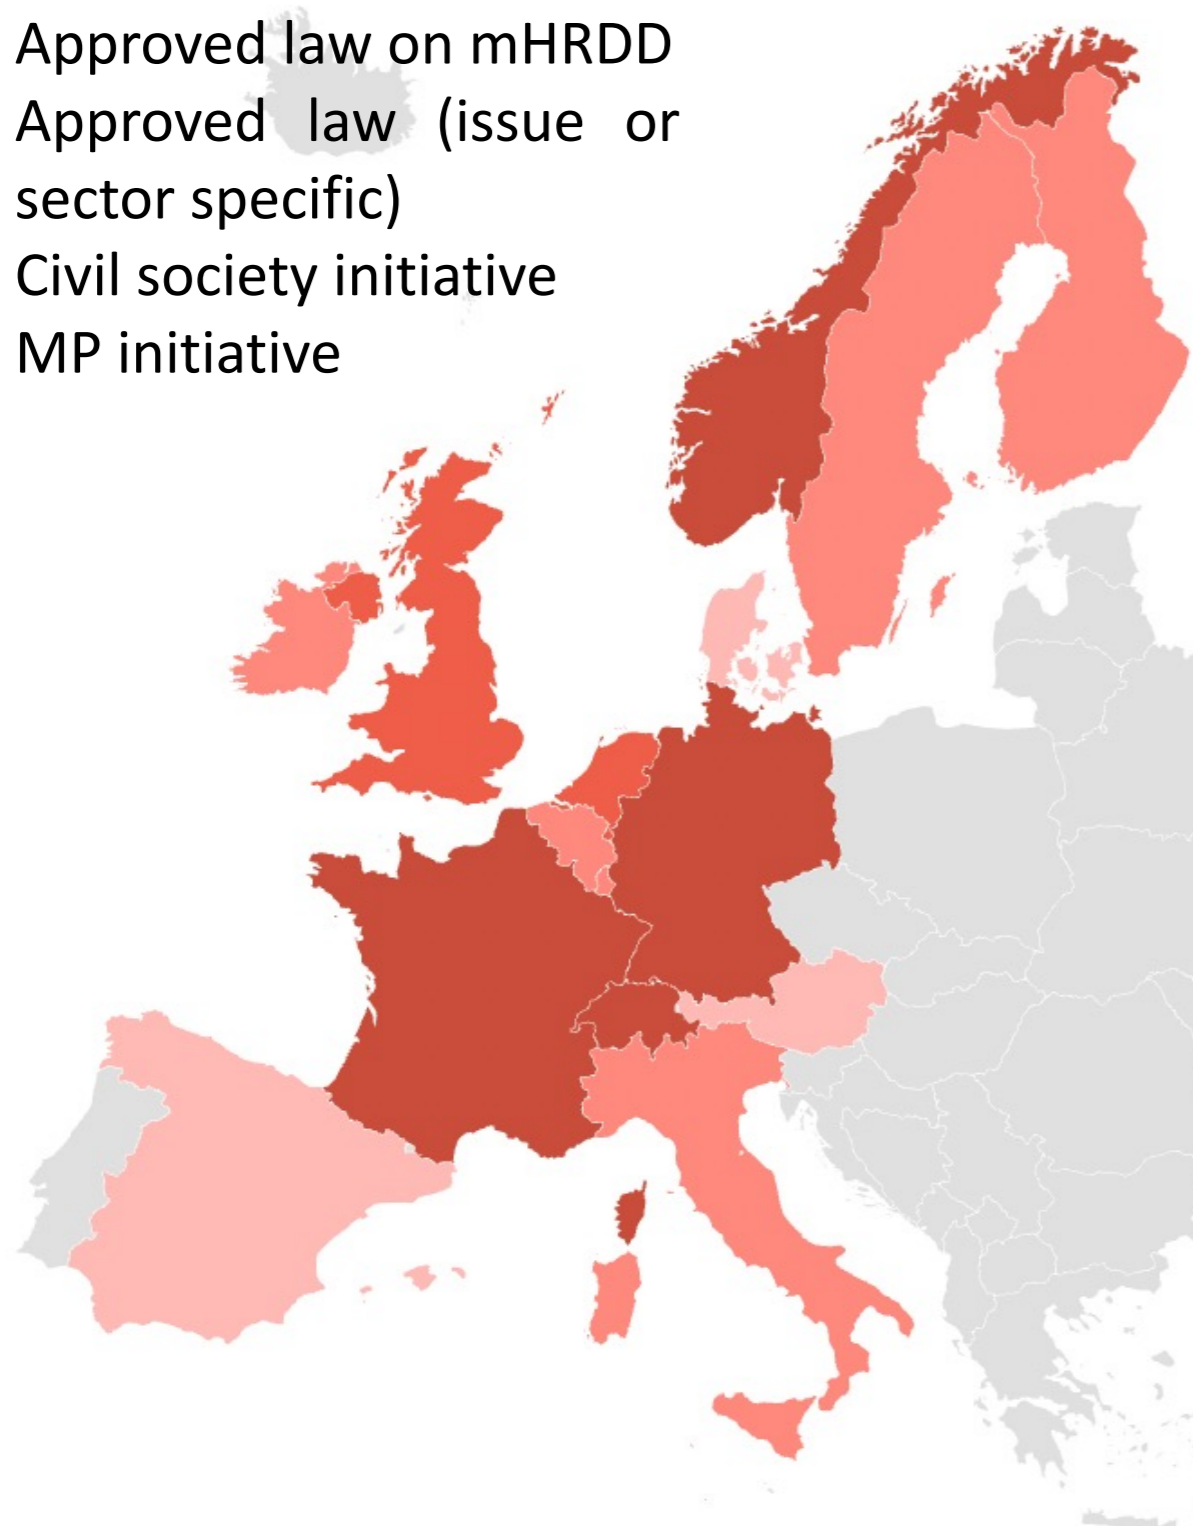 Approved law on mHRDD
Approved law (issue or
sector specific)
Civil society initiative
MP initiative